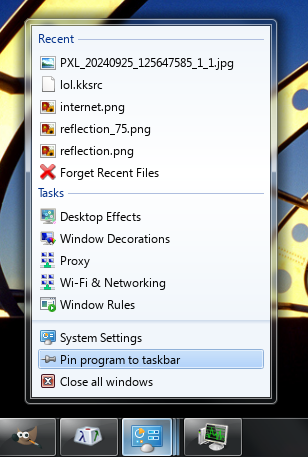 Recent
PXL_20240925_125647585_1_1.jpg
lol.kksrc
internet.png
reflection_75.png
reflection.png
Forget Recent Files
Tasks
Desktop Effects
Window Decorations
Proxy
Wi-Fi & Networking
Window Rules
System Settings
Pin program to taskbar
Close all windows